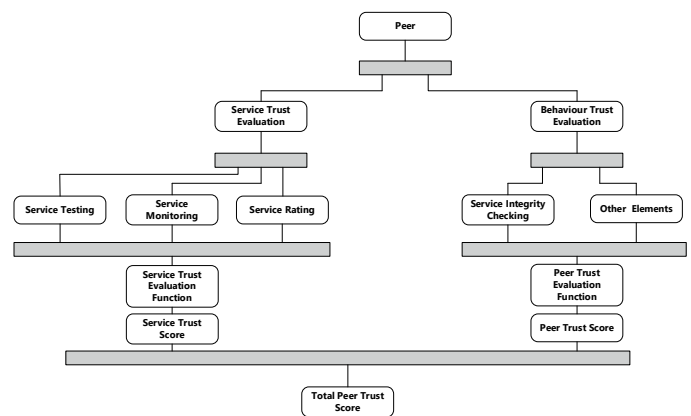 Peer
Service Trust
Evaluation
Behaviour Trust
Evaluation
Service Testing
Service
Monitoring
Service Rating
Service Integrity
Checking
Other Elements
Service Trust
Evaluation
Function
Peer Trust
Evaluation
Function
Service Trust
Score
Peer Trust Score
Total Peer Trust
Score